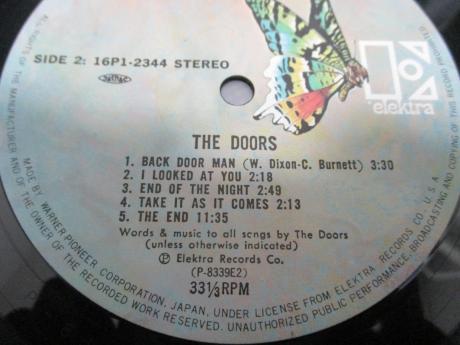 SIDE 2: 16P1-2344 STEREO
elektra
THE DOORS
1. BACK DOOR MAN (W. Dixon-C. Burnett) 3:30
2. I LOOKED AT YOU 2:18
3. END OF THE NIGHT 2:49
4. TAKE IT AS IT COMES 2:13
5. THE END 11:35
Words & music to all songs by The Doors
(unless otherwise indicated)
Ⓟ Elektra Records Co.
(P-8339E2)
33⅓RPM
MADE BY WARNER-PIONEER CORPORATION, JAPAN, UNDER LICENSE FROM ELEKTRA RECORDS CO. U.S.A.
ALL RIGHTS OF THE MANUFACTURER AND OF THE OWNER OF THE RECORDED WORK RESERVED. UNAUTHORIZED PUBLIC PERFORMANCE, BROADCASTING AND COPYING OF THIS RECORD PROHIBITED